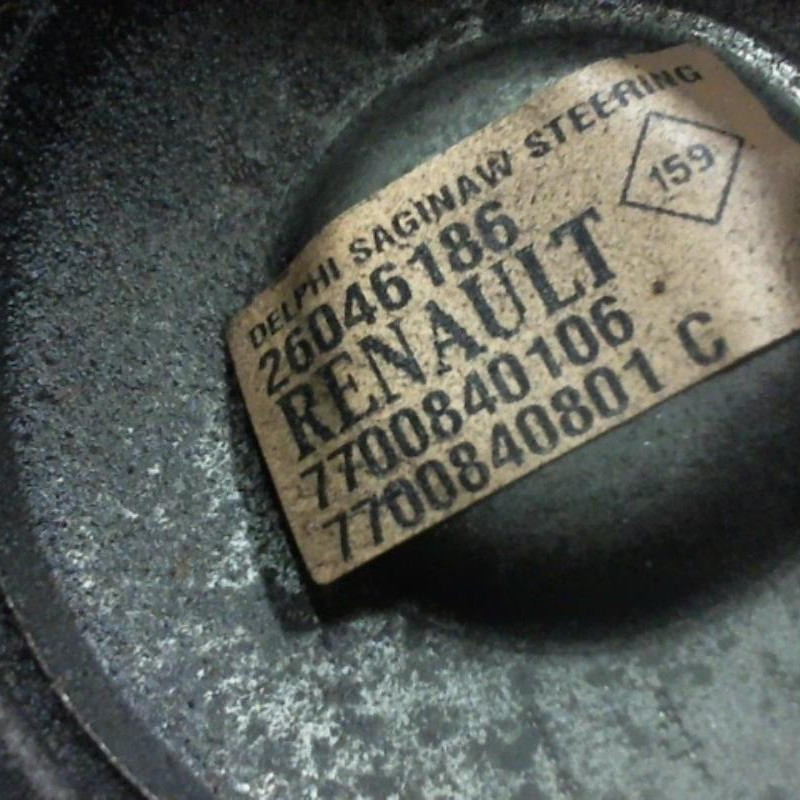 DELPHI SAGINAW STEERING
26046186
159
RENAULT
7700840106
7700840801 C